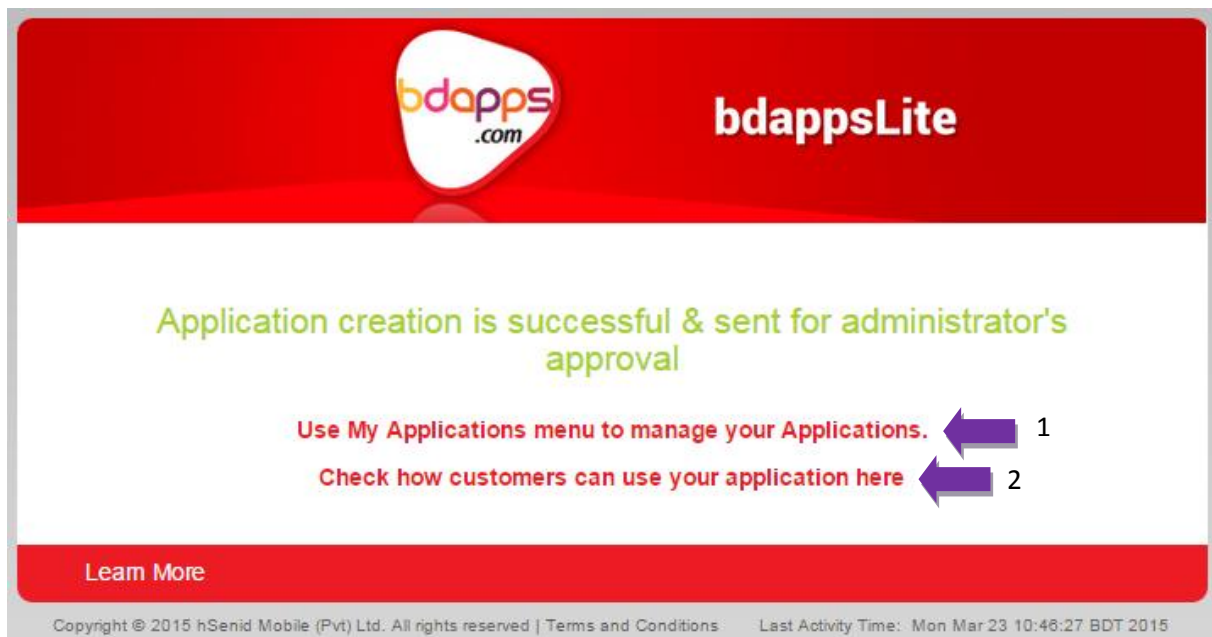 bdapps
.com
bdappsLite
Application creation is successful & sent for administrator's
approval
Use My Applications menu to manage your Applications.
1
Check how customers can use your application here
2
Learn More
Copyright © 2015 hSenid Mobile (Pvt) Ltd. All rights reserved | Terms and Conditions Last Activity Time: Mon Mar 23 10:46:27 BDT 2015